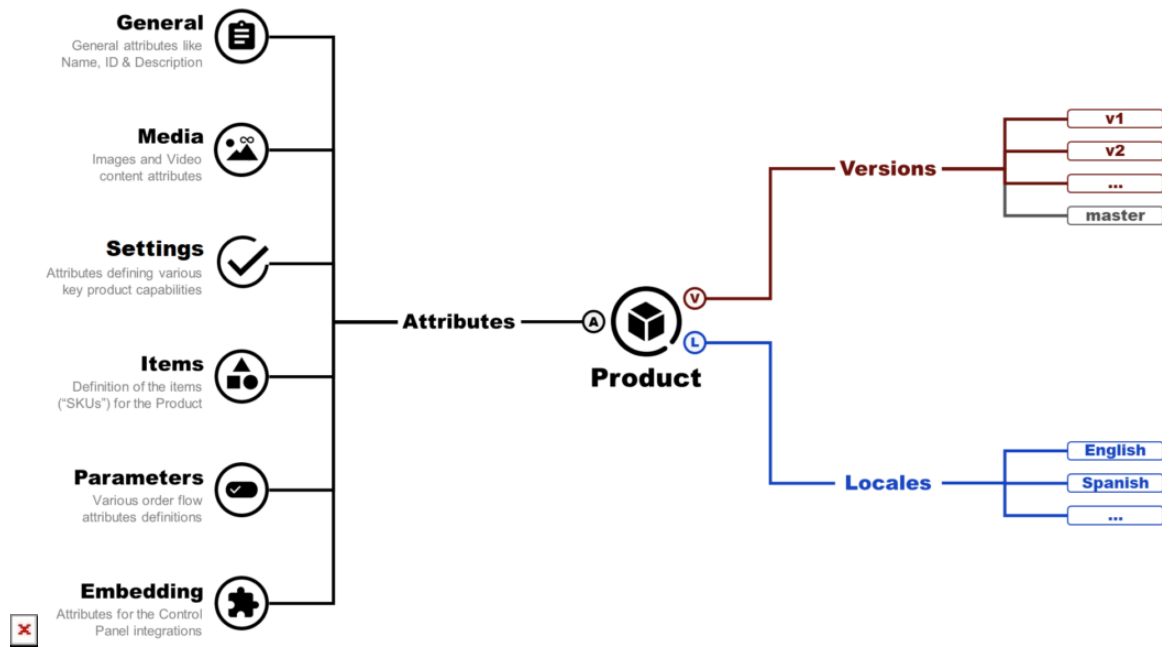 General
General attributes like
Name, ID & Description
Media
Images and Video
content attributes
Settings
Attributes defining various
key product capabilities
Items
Definition of the items
(“SKUs”) for the Product
Parameters
Various order flow
attributes definitions
Embedding
Attributes for the Control
Panel integrations
Attributes
A
Product
V
L
Versions
v1
v2
...
master
Locales
English
Spanish
...